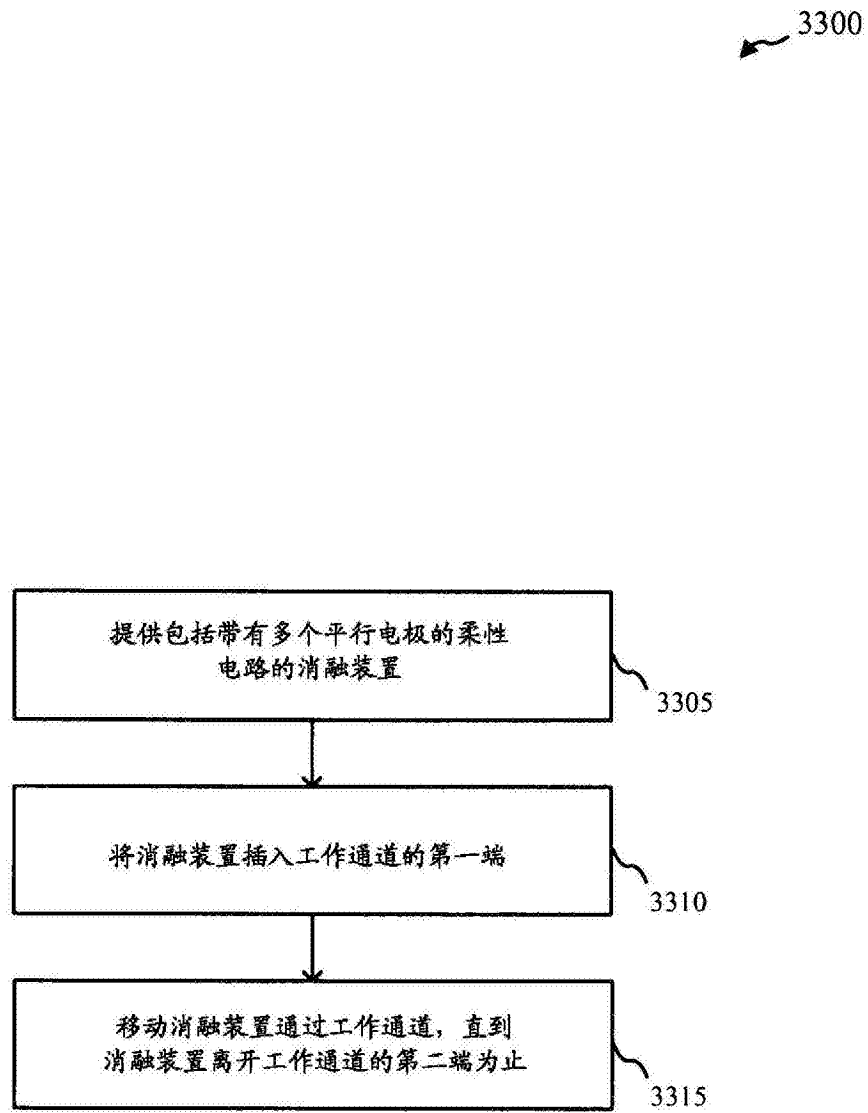 3300
提供包括带有多个平行电极的柔性
电路的消融装置
3305
将消融装置插入工作通道的第一端
3310
移动消融装置通过工作通道，直到
消融装置离开工作通道的第二端为止
3315